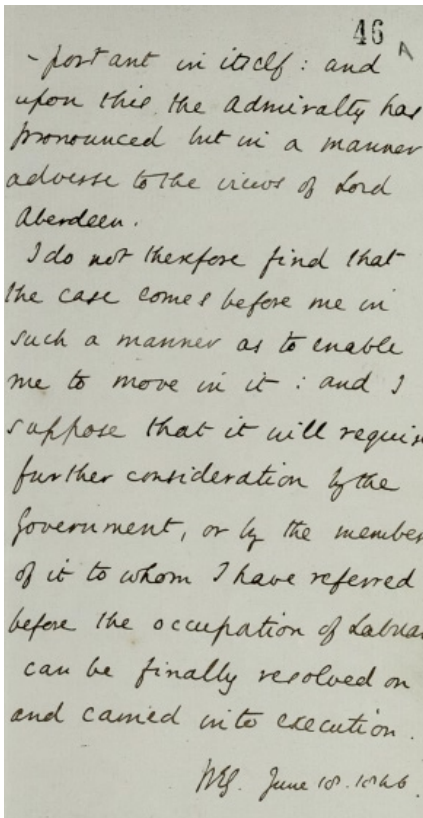 46 A
-portant in itself: and
upon this the Admiralty has
pronounced but in a manner
adverse to the views of Lord
Aberdeen.
I do not therefore find that
the case comes before me in
such a manner as to enable
me to move in it: and I
suppose that it will requir
further consideration by the
Government, or by the member
of it to whom I have referred
before the occupation of Labua
can be finally resolved on
and carried into execution.
WEG. June 18. 1846.